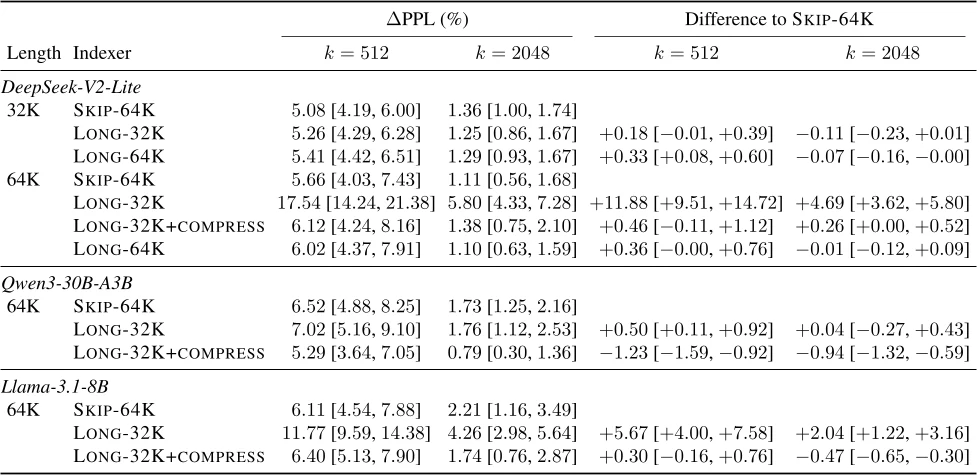 ΔPPL (%) Difference to SKIP-64K
Length Indexer k = 512 k = 2048 k = 512 k = 2048
DeepSeek-V2-Lite
32K SKIP-64K 5.08 [4.19, 6.00] 1.36 [1.00, 1.74]
LONG-32K 5.26 [4.29, 6.28] 1.25 [0.86, 1.67] +0.18 [−0.01, +0.39] −0.11 [−0.23, +0.01]
LONG-64K 5.41 [4.42, 6.51] 1.29 [0.93, 1.67] +0.33 [+0.08, +0.60] −0.07 [−0.16, −0.00]
64K SKIP-64K 5.66 [4.03, 7.43] 1.11 [0.56, 1.68]
LONG-32K 17.54 [14.24, 21.38] 5.80 [4.33, 7.28] +11.88 [+9.51, +14.72] +4.69 [+3.62, +5.80]
LONG-32K+COMPRESS 6.12 [4.24, 8.16] 1.38 [0.75, 2.10] +0.46 [−0.11, +1.12] +0.26 [+0.00, +0.52]
LONG-64K 6.02 [4.37, 7.91] 1.10 [0.63, 1.59] +0.36 [−0.00, +0.76] −0.01 [−0.12, +0.09]
Qwen3-30B-A3B
64K SKIP-64K 6.52 [4.88, 8.25] 1.73 [1.25, 2.16]
LONG-32K 7.02 [5.16, 9.10] 1.76 [1.12, 2.53] +0.50 [+0.11, +0.92] +0.04 [−0.27, +0.43]
LONG-32K+COMPRESS 5.29 [3.64, 7.05] 0.79 [0.30, 1.36] −1.23 [−1.59, −0.92] −0.94 [−1.32, −0.59]
Llama-3.1-8B
64K SKIP-64K 6.11 [4.54, 7.88] 2.21 [1.16, 3.49]
LONG-32K 11.77 [9.59, 14.38] 4.26 [2.98, 5.64] +5.67 [+4.00, +7.58] +2.04 [+1.22, +3.16]
LONG-32K+COMPRESS 6.40 [5.13, 7.90] 1.74 [0.76, 2.87] +0.30 [−0.16, +0.76] −0.47 [−0.65, −0.30]